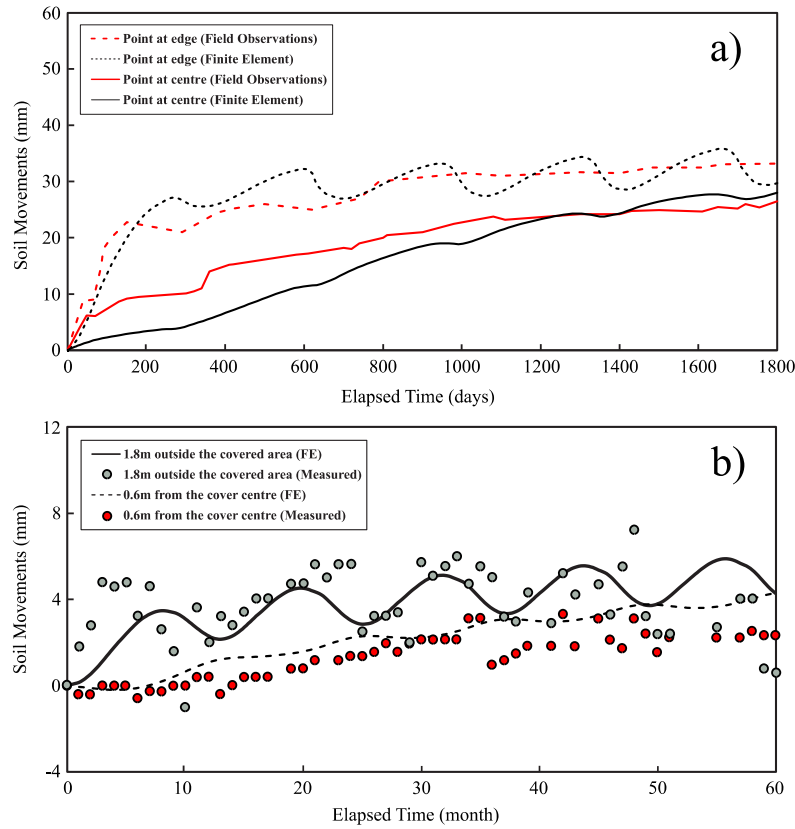 60
50
40
30
20
10
0
Soil Movements (mm)
Point at edge (Field Observations)
Point at edge (Finite Element)
Point at centre (Field Observations)
Point at centre (Finite Element)
a)
0 200 400 600 800 1000 1200 1400 1600 1800
Elapsed Time (days)
12
8
4
0
-4
Soil Movements (mm)
1.8m outside the covered area (FE)
1.8m outside the covered area (Measured)
0.6m from the cover centre (FE)
0.6m from the cover centre (Measured)
b)
0 10 20 30 40 50 60
Elapsed Time (month)